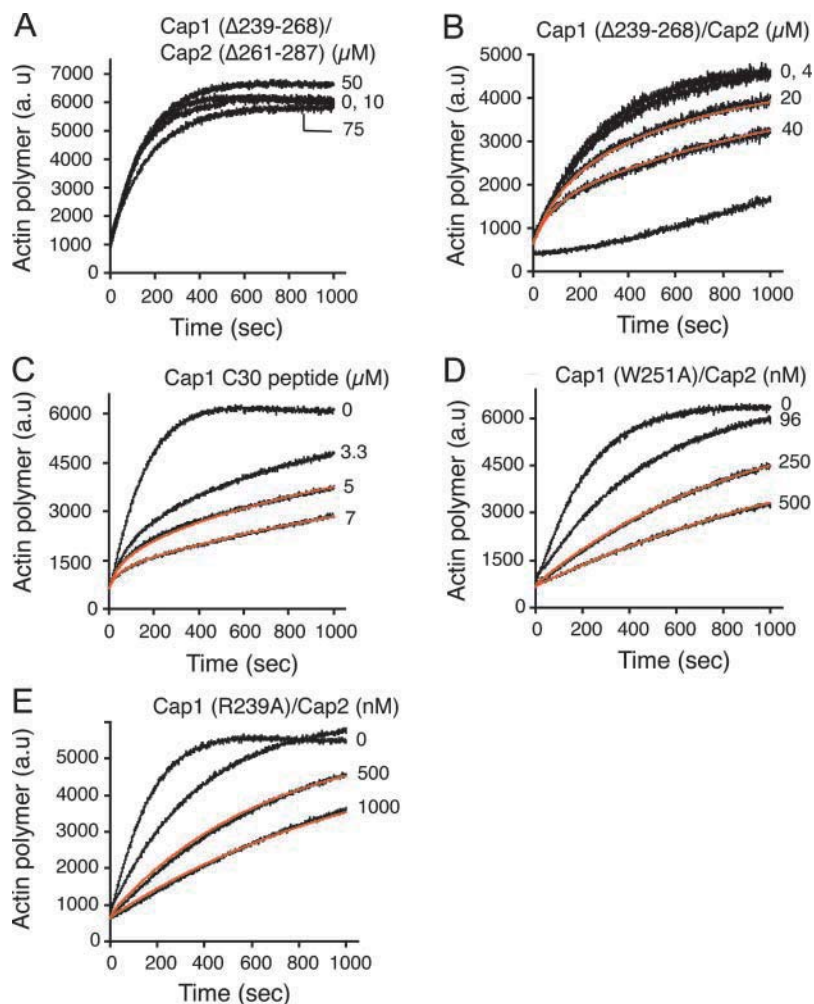 A
Cap1 (Δ239-268)/
Cap2 (Δ261-287) (µM)
Actin polymer (a. u)
7000
6000
5000
4000
3000
2000
1000
0
50
0, 10
75
0 200 400 600 800 1000
Time (sec)
B
Cap1 (Δ239-268)/Cap2 (µM)
Actin polymer (a.u)
5000
4000
3000
2000
1000
0
0, 4
20
40
0 200 400 600 800 1000
Time (sec)
C
Cap1 C30 peptide (µM)
Actin polymer (a.u)
6000
4500
3000
1500
0
0
3.3
5
7
0 200 400 600 800 1000
Time (sec)
D
Cap1 (W251A)/Cap2 (nM)
Actin polymer (a.u)
6000
4500
3000
1500
0
0
96
250
500
0 200 400 600 800 1000
Time (sec)
E
Cap1 (R239A)/Cap2 (nM)
Actin polymer (a.u)
5000
4000
3000
2000
1000
0
0
500
1000
0 200 400 600 800 1000
Time (sec)